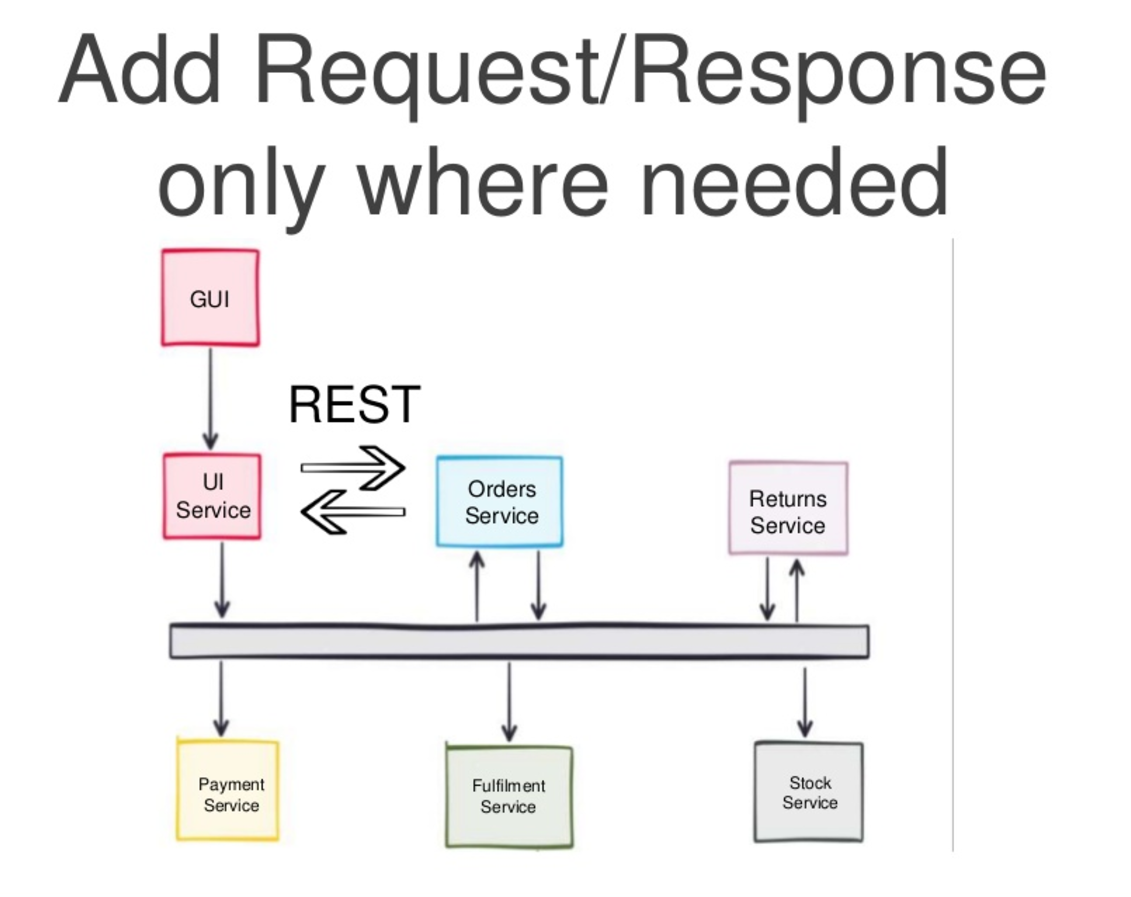 Add Request/Response
only where needed
GUI
REST
UI
Service
Orders
Service
Returns
Service
Payment
Service
Fulfilment
Service
Stock
Service